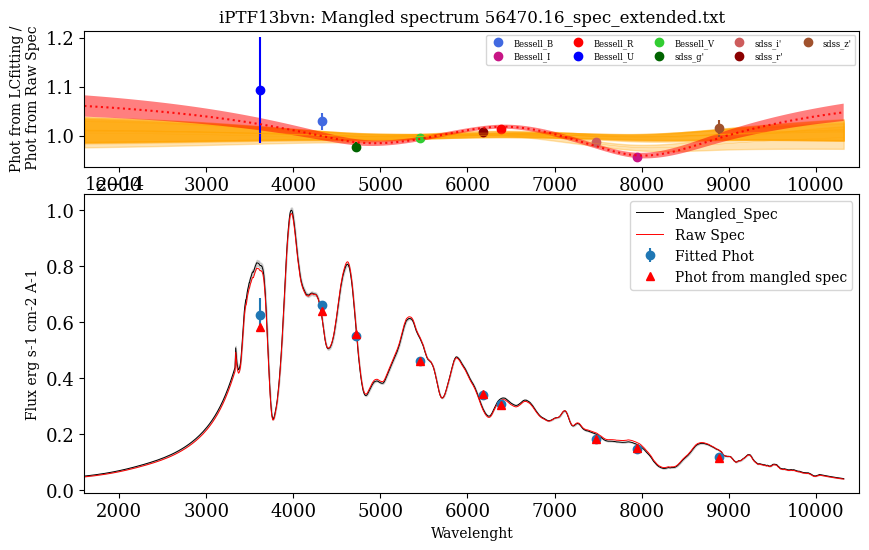 iPTF13bvn: Mangled spectrum 56470.16_spec_extended.txt
Phot from LCfitting /
Phot from Raw Spec
1.2
1.1
1.0
Bessell_B Bessell_R Bessell_V sdss_i' sdss_z'
Bessell_I Bessell_U sdss_g' sdss_r'
2000 3000 4000 5000 6000 7000 8000 9000 10000
1e−14
Flux erg s-1 cm-2 A-1
1.0
0.8
0.6
0.4
0.2
0.0
Mangled_Spec
Raw Spec
Fitted Phot
Phot from mangled spec
2000 3000 4000 5000 6000 7000 8000 9000 10000
Wavelenght